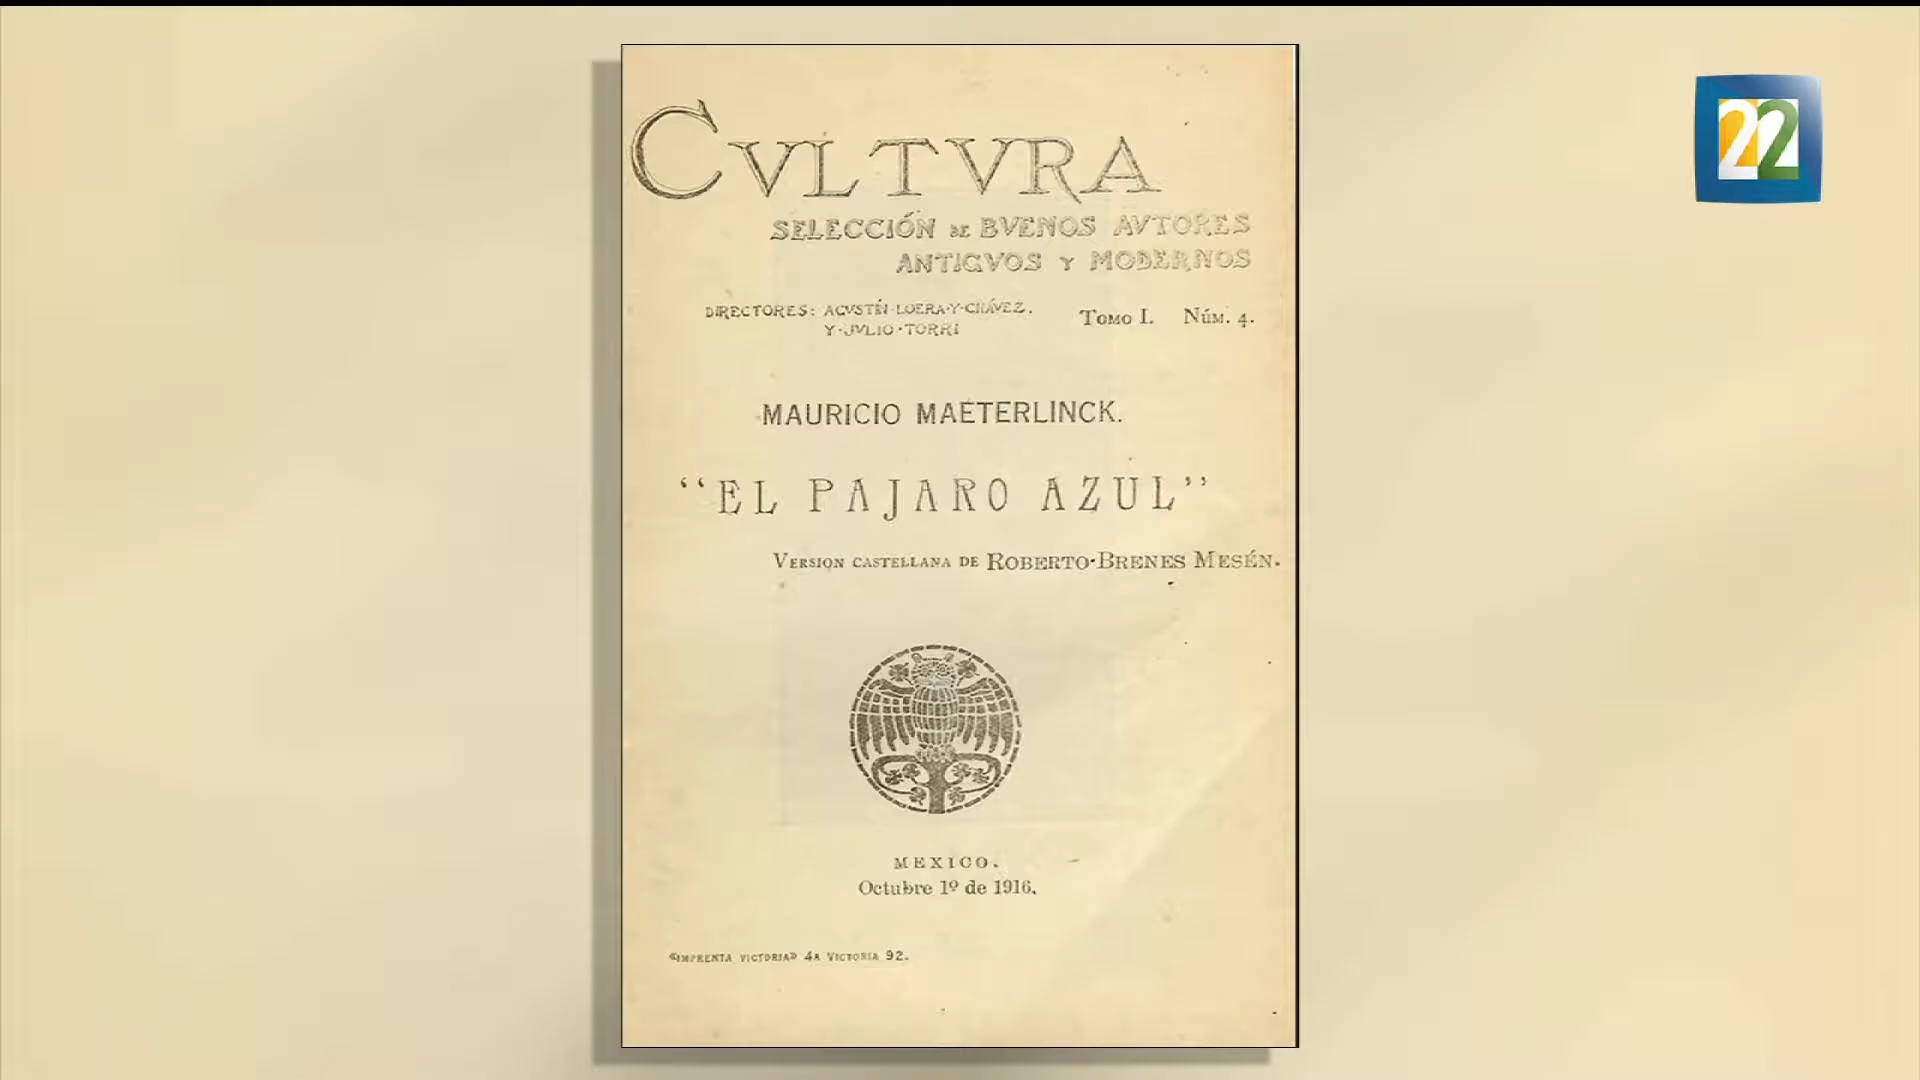 CVLTVRA
SELECCIÓN DE BVENOS AVTORES
ANTIGVOS Y MODERNOS
DIRECTORES: AGVSTÍN·LOERA·Y·CHÁVEZ.
Y·JVLIO·TORRI
TOMO I. NÚM. 4.
MAURICIO MAETERLINCK.
“EL PAJARO AZUL”
VERSION CASTELLANA DE ROBERTO·BRENES MESÉN.
MEXICO.
Octubre 1º de 1916.
«IMPRENTA VICTORIA» 4A VICTORIA 92.
22